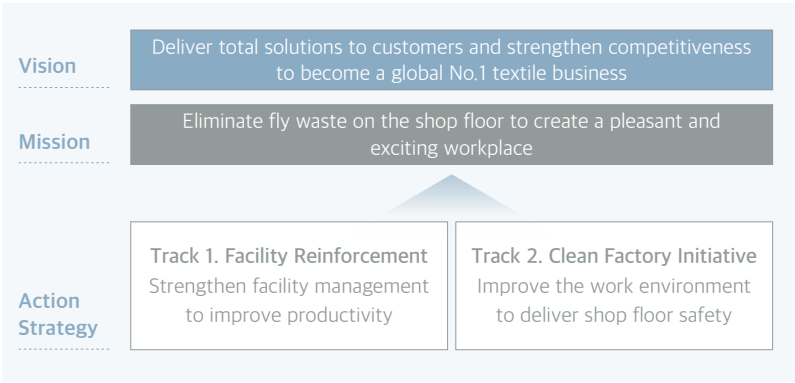 Vision
Deliver total solutions to customers and strengthen competitiveness
to become a global No.1 textile business
Mission
Eliminate fly waste on the shop floor to create a pleasant and
exciting workplace
Action
Strategy
Track 1. Facility Reinforcement
Strengthen facility management
to improve productivity
Track 2. Clean Factory Initiative
Improve the work environment
to deliver shop floor safety